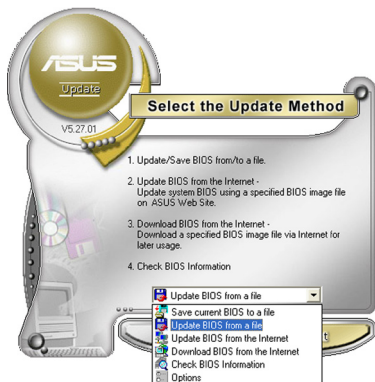 ASUS
Update
V5.27.01
Select the Update Method
1. Update/Save BIOS from/to a file.
2. Update BIOS from the Internet -
Update system BIOS using a specified BIOS image file
on ASUS Web Site.
3. Download BIOS from the Internet -
Download a specified BIOS image file via Internet for
later usage.
4. Check BIOS Information
Update BIOS from a file
Save current BIOS to a file
Update BIOS from a file
Update BIOS from the Internet
Download BIOS from the Internet
Check BIOS Information
Options